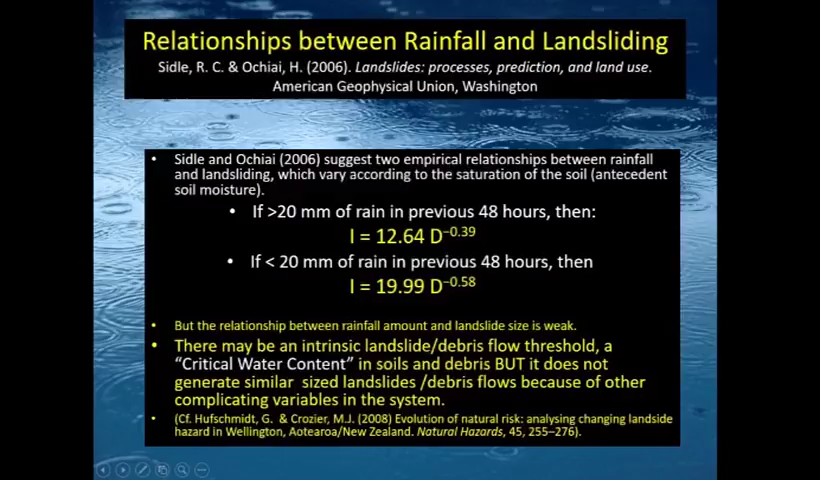 Relationships between Rainfall and Landsliding
Sidle, R. C. & Ochiai, H. (2006). Landslides: processes, prediction, and land use.
American Geophysical Union, Washington
• Sidle and Ochiai (2006) suggest two empirical relationships between rainfall
and landsliding, which vary according to the saturation of the soil (antecedent
soil moisture).
• If >20 mm of rain in previous 48 hours, then:
I = 12.64 D⁻⁰·³⁹
• If < 20 mm of rain in previous 48 hours, then
I = 19.99 D⁻⁰·⁵⁸
• But the relationship between rainfall amount and landslide size is weak.
• There may be an intrinsic landslide/debris flow threshold, a
“Critical Water Content” in soils and debris BUT it does not
generate similar sized landslides /debris flows because of other
complicating variables in the system.
• (Cf. Hufschmidt, G. & Crozier, M.J. (2008) Evolution of natural risk: analysing changing landside
hazard in Wellington, Aotearoa/New Zealand. Natural Hazards, 45, 255–276).